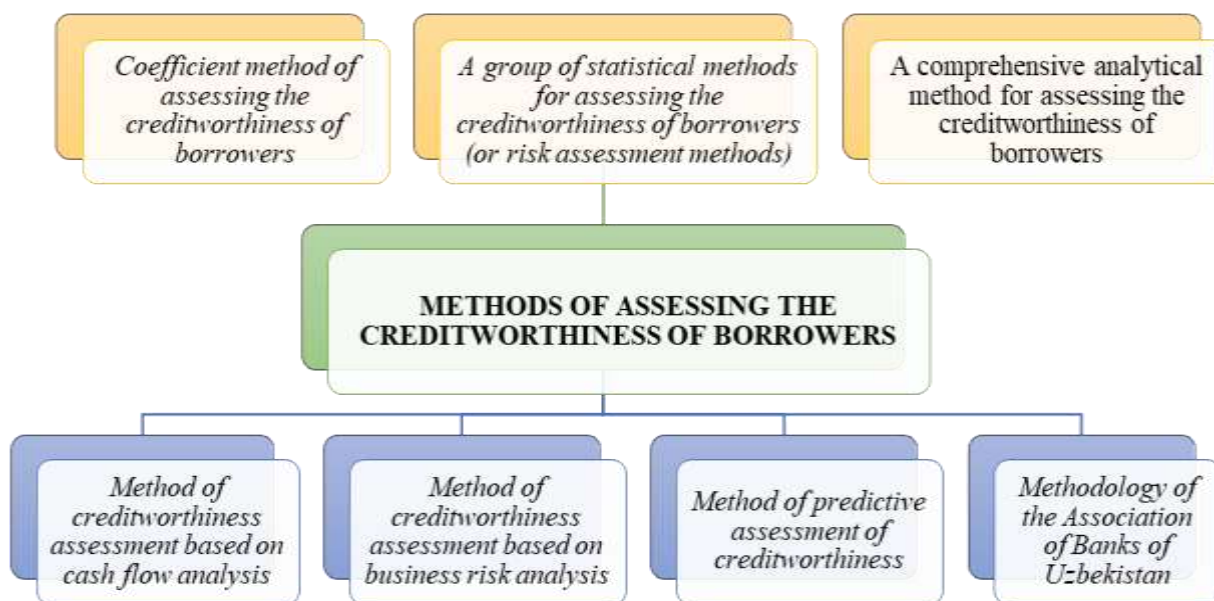 Coefficient method of
assessing the
creditworthiness of
borrowers
A group of statistical methods
for assessing the
creditworthiness of borrowers
(or risk assessment methods)
A comprehensive analytical
method for assessing the
creditworthiness of
borrowers
METHODS OF ASSESSING THE
CREDITWORTHINESS OF BORROWERS
Method of
creditworthiness
assessment based on
cash flow analysis
Method of
creditworthiness
assessment based on
business risk analysis
Method of predictive
assessment of
creditworthiness
Methodology of
the Association
of Banks of
Uzbekistan